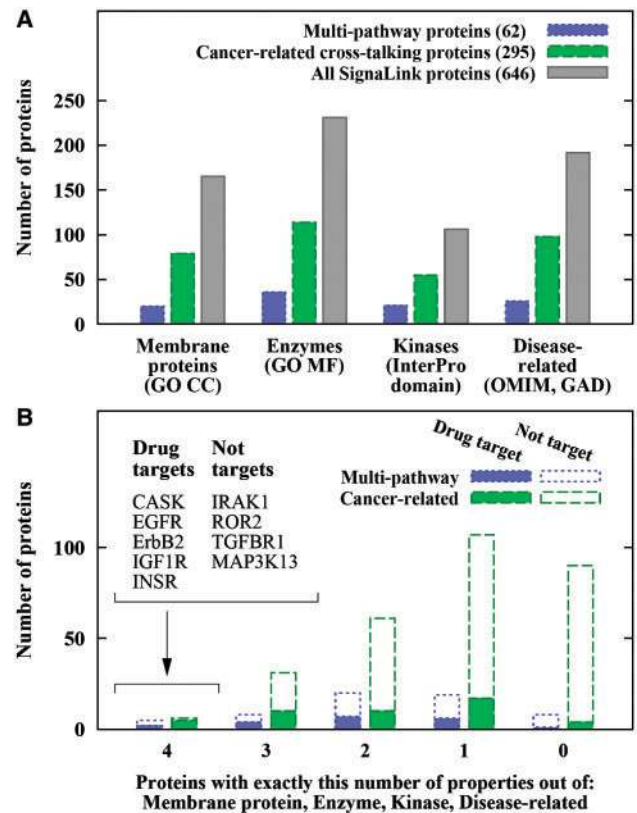 A
Multi-pathway proteins (62)
Cancer-related cross-talking proteins (295)
All SignaLink proteins (646)
Number of proteins
250
200
150
100
50
0
Membrane proteins (GO CC)
Enzymes (GO MF)
Kinases (InterPro domain)
Disease-related (OMIM, GAD)
B
Drug targets
Not targets
CASK
EGFR
ErbB2
IGF1R
INSR
IRAK1
ROR2
TGFBR1
MAP3K13
Drug target
Not target
Multi-pathway
Cancer-related
Number of proteins
100
50
0
4 3 2 1 0
Proteins with exactly this number of properties out of:
Membrane protein, Enzyme, Kinase, Disease-related